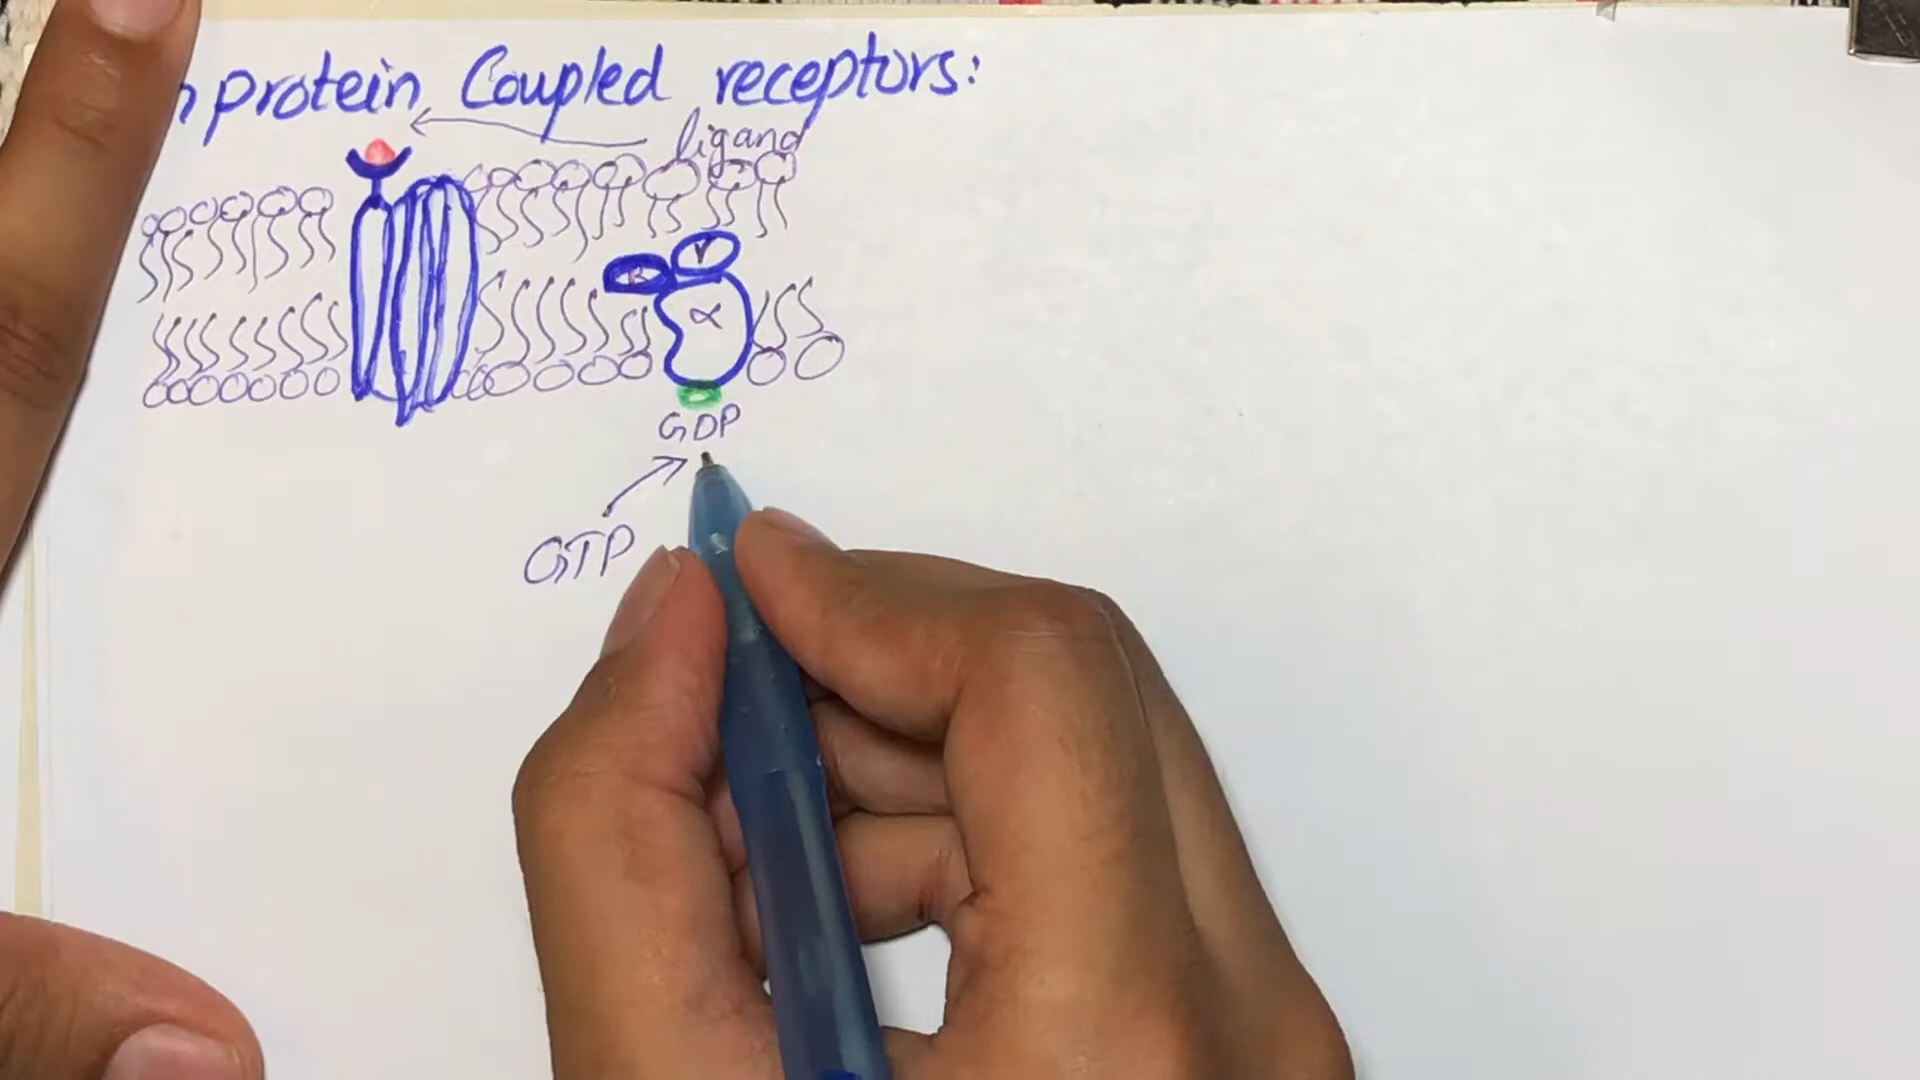 protein Coupled receptors:
ligand
γ
B
α
GDP
GTP